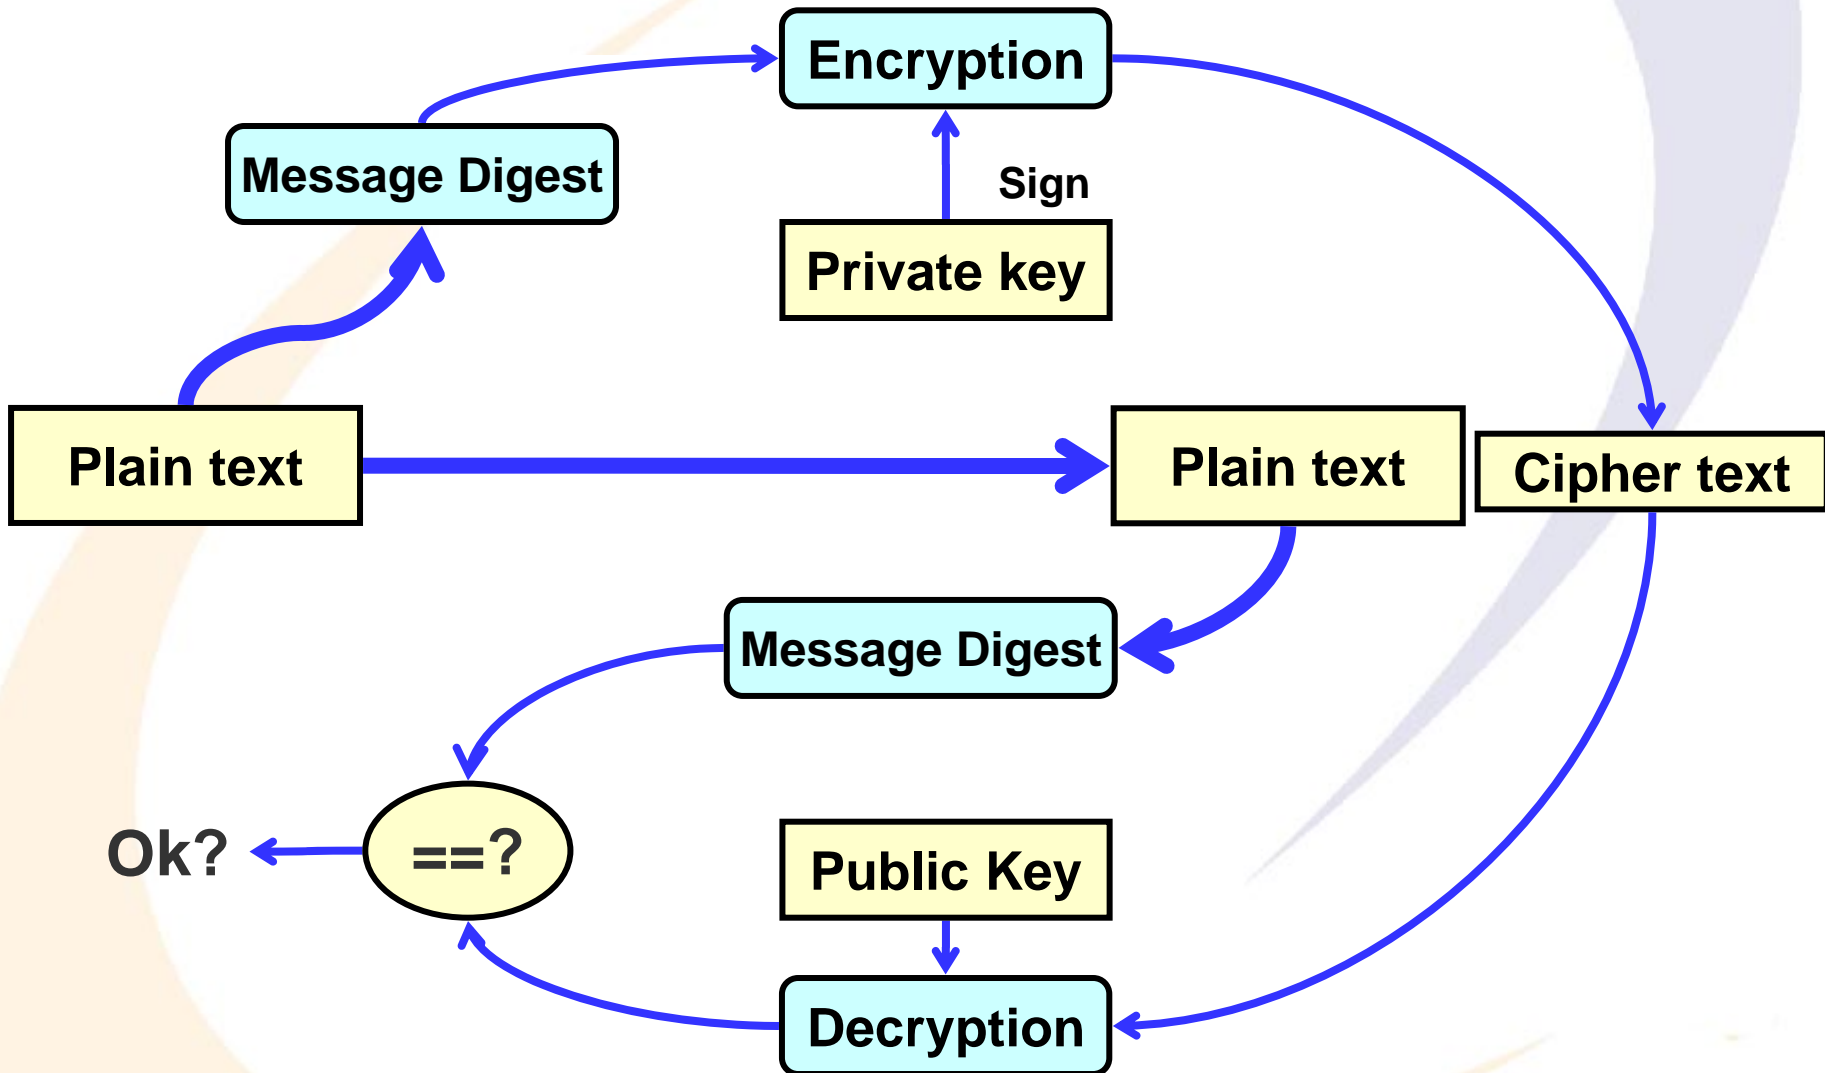 Encryption
Message Digest
Sign
Private key
Plain text
Plain text
Cipher text
Message Digest
Ok?
==?
Public Key
Decryption